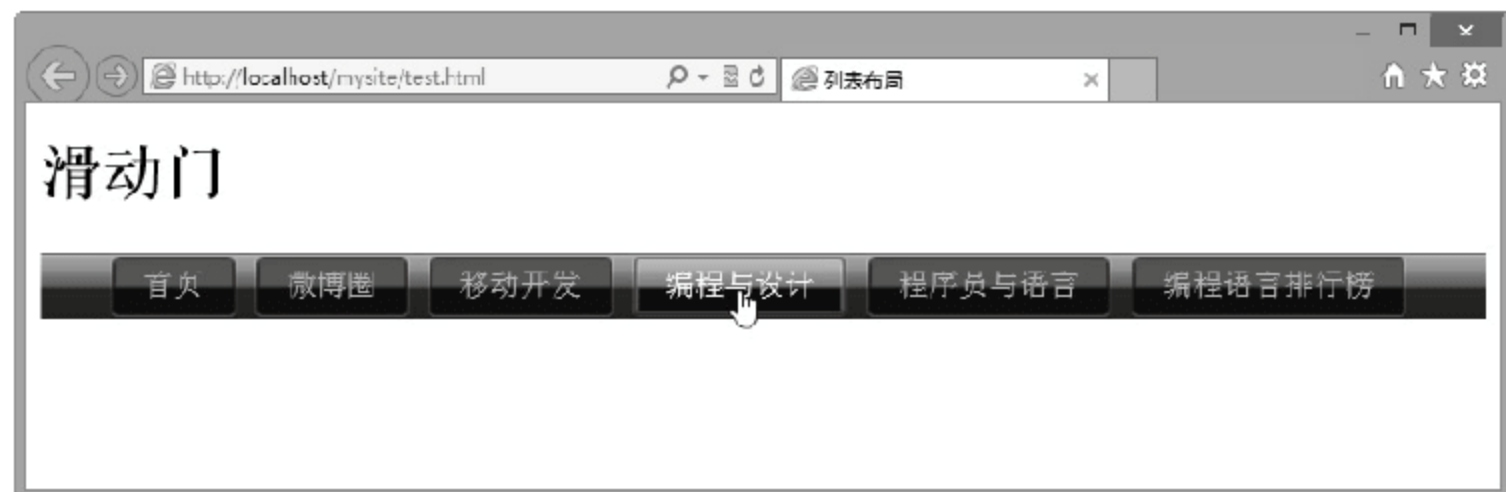 http://localhost/mysite/test.html
列表布局
滑动门
首页 微博圈 移动开发 编程与设计 程序员与语言 编程语言排行榜